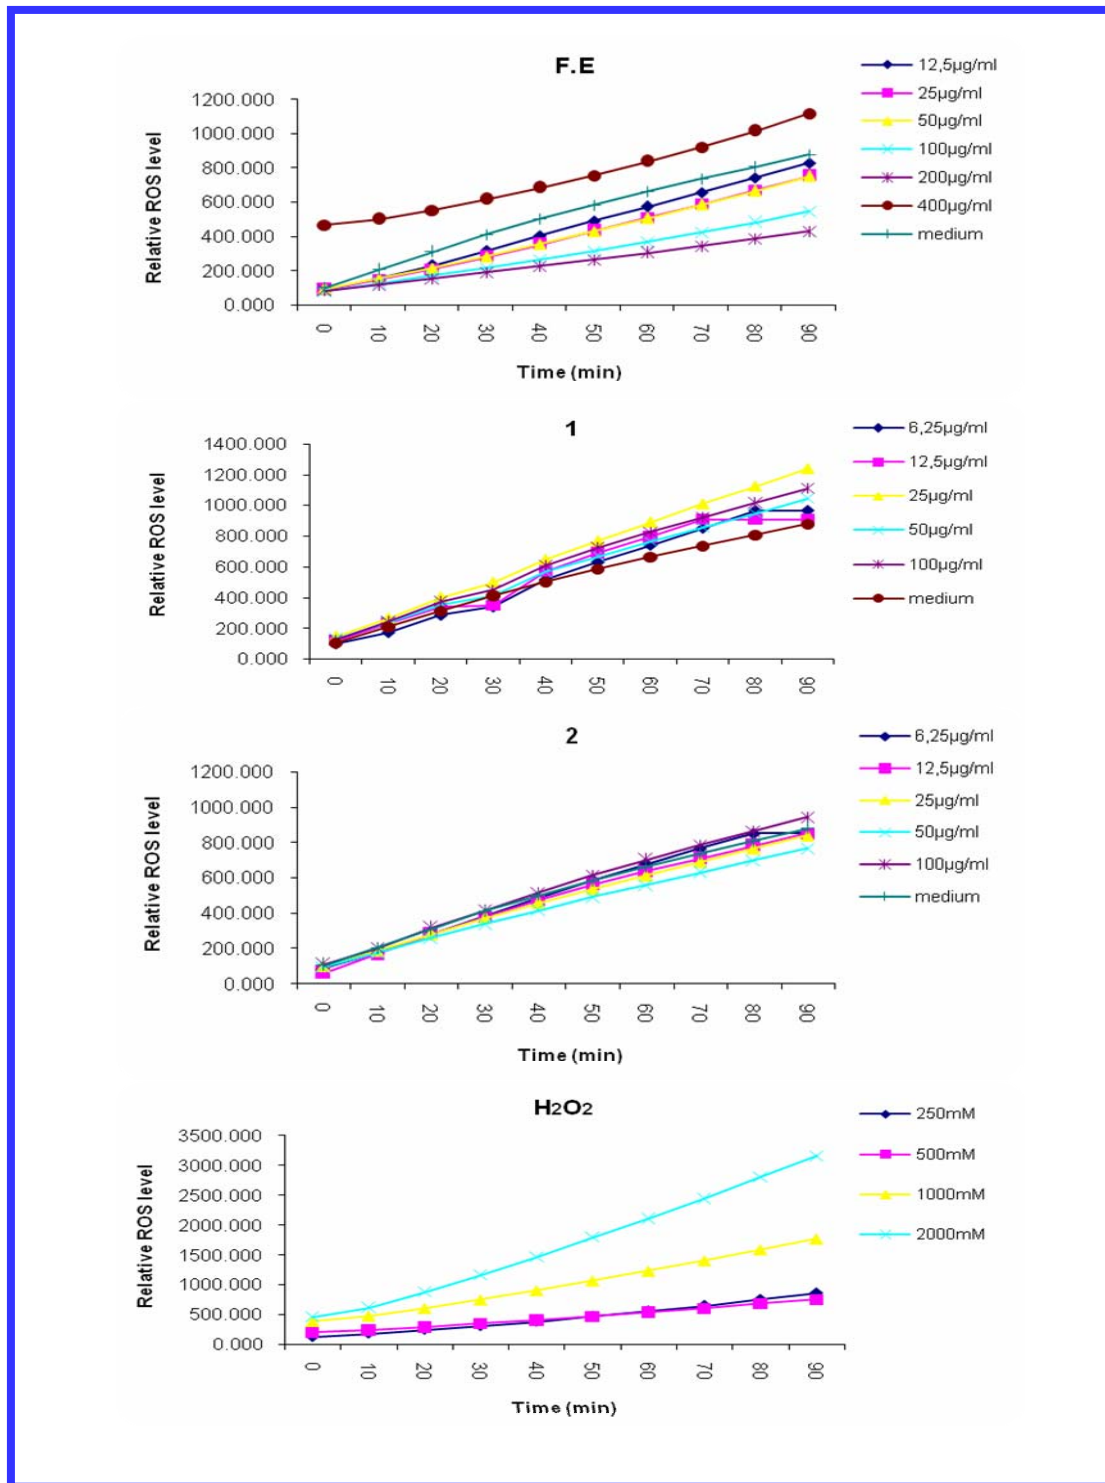 F.E
1200.000
1000.000
800.000
600.000
400.000
200.000
0.000
Relative ROS level
0 10 20 30 40 50 60 70 80 90
Time (min)
12,5µg/ml
25µg/ml
50µg/ml
100µg/ml
200µg/ml
400µg/ml
medium
1
1400.000
1200.000
1000.000
800.000
600.000
400.000
200.000
0.000
Relative ROS level
0 10 20 30 40 50 60 70 80 90
6,25µg/ml
12,5µg/ml
25µg/ml
50µg/ml
100µg/ml
medium
2
1200.000
1000.000
800.000
600.000
400.000
200.000
0.000
Relative ROS level
0 10 20 30 40 50 60 70 80 90
Time (min)
6,25µg/ml
12,5µg/ml
25µg/ml
50µg/ml
100µg/ml
medium
H2O2
3500.000
3000.000
2500.000
2000.000
1500.000
1000.000
500.000
0.000
Relative ROS level
0 10 20 30 40 50 60 70 80 90
Time (min)
250mM
500mM
1000mM
2000mM